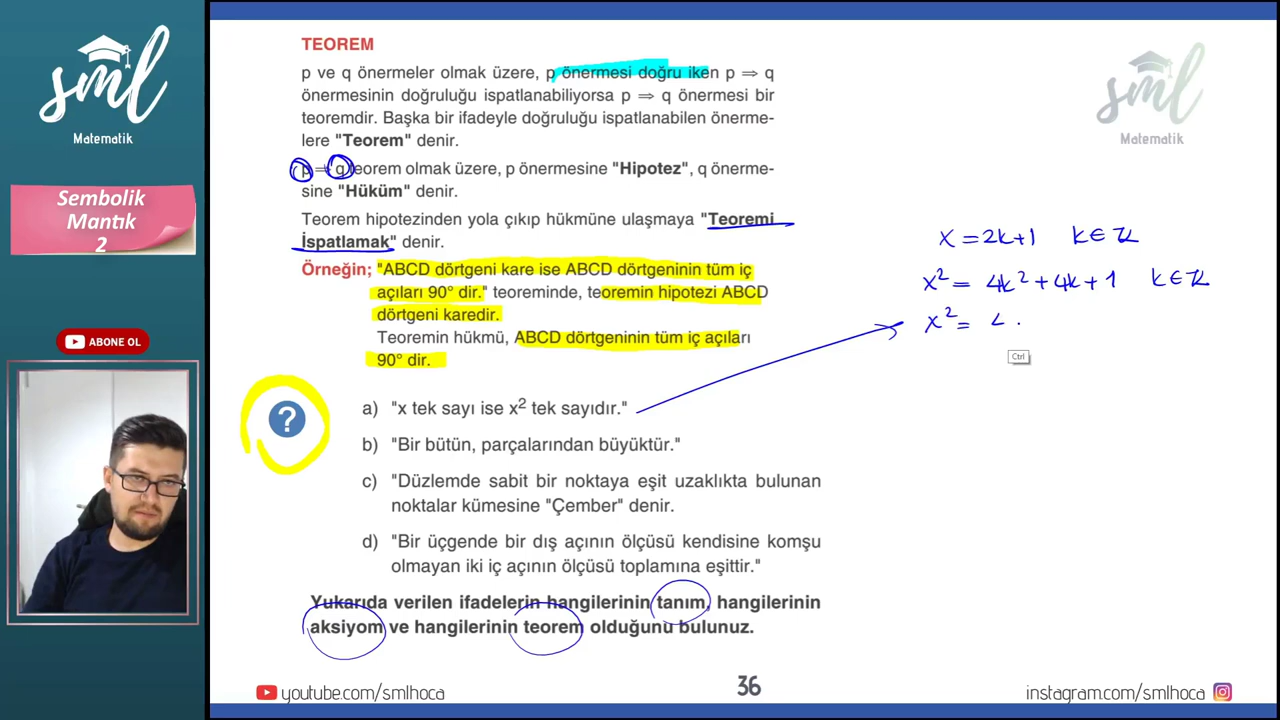 sml
Matematik
Sembolik
Mantık
2
ABONE OL
TEOREM
p ve q önermeler olmak üzere, p önermesi doğru iken p ⇒ q
önermesinin doğruluğu ispatlanabiliyorsa p ⇒ q önermesi bir
teoremdir. Başka bir ifadeyle doğruluğu ispatlanabilen önerme-
lere "Teorem" denir.
p ⇒ q teorem olmak üzere, p önermesine "Hipotez", q önerme-
sine "Hüküm" denir.
Teorem hipotezinden yola çıkıp hükmüne ulaşmaya "Teoremi
İspatlamak" denir.
Örneğin; "ABCD dörtgeni kare ise ABCD dörtgeninin tüm iç
açıları 90° dir." teoreminde, teoremin hipotezi ABCD
dörtgeni karedir.
Teoremin hükmü, ABCD dörtgeninin tüm iç açıları
90° dir.
?
a) "x tek sayı ise x² tek sayıdır."
b) "Bir bütün, parçalarından büyüktür."
c) "Düzlemde sabit bir noktaya eşit uzaklıkta bulunan
noktalar kümesine "Çember" denir.
d) "Bir üçgende bir dış açının ölçüsü kendisine komşu
olmayan iki iç açının ölçüsü toplamına eşittir."
Yukarıda verilen ifadelerin hangilerinin tanım, hangilerinin
aksiyom ve hangilerinin teorem olduğunu bulunuz.
sml
Matematik
x = 2k+1 k∈ℤ
x² = 4k² + 4k + 1 k∈ℤ
x² =
Ctrl
youtube.com/smlhoca
36
instagram.com/smlhoca